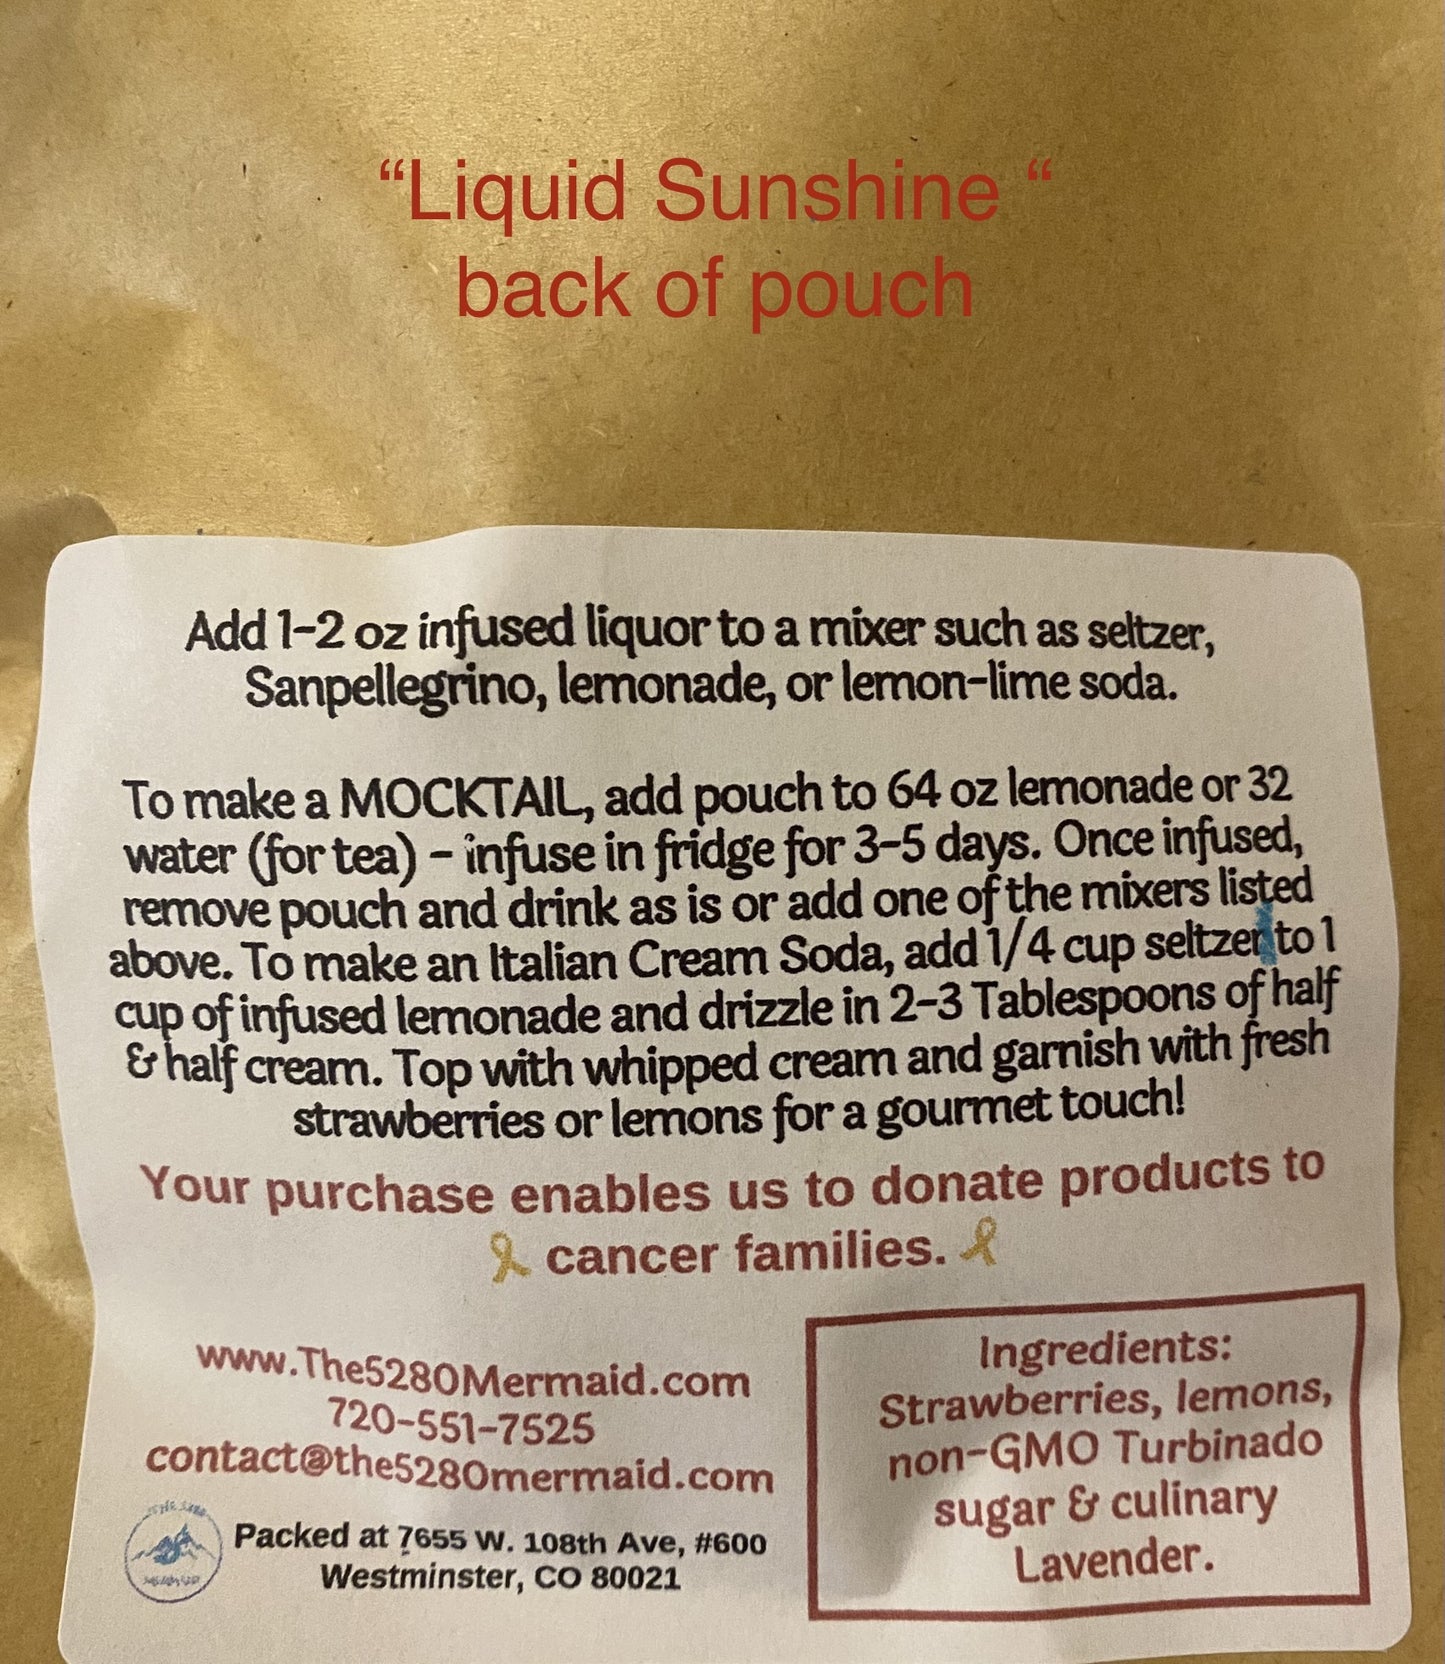 “Liquid Sunshine “
back of pouch
Add 1-2 oz infused liquor to a mixer such as seltzer,
Sanpellegrino, lemonade, or lemon-lime soda.
To make a MOCKTAIL, add pouch to 64 oz lemonade or 32
water (for tea) - infuse in fridge for 3-5 days. Once infused,
remove pouch and drink as is or add one of the mixers listed
above. To make an Italian Cream Soda, add 1/4 cup seltzer to 1
cup of infused lemonade and drizzle in 2-3 Tablespoons of half
& half cream. Top with whipped cream and garnish with fresh
strawberries or lemons for a gourmet touch!
Your purchase enables us to donate products to
cancer families.
www.The5280Mermaid.com
720-551-7525
contact@the5280mermaid.com
Packed at 7655 W. 108th Ave, #600
Westminster, CO 80021
Ingredients:
Strawberries, lemons,
non-GMO Turbinado
sugar & culinary
Lavender.